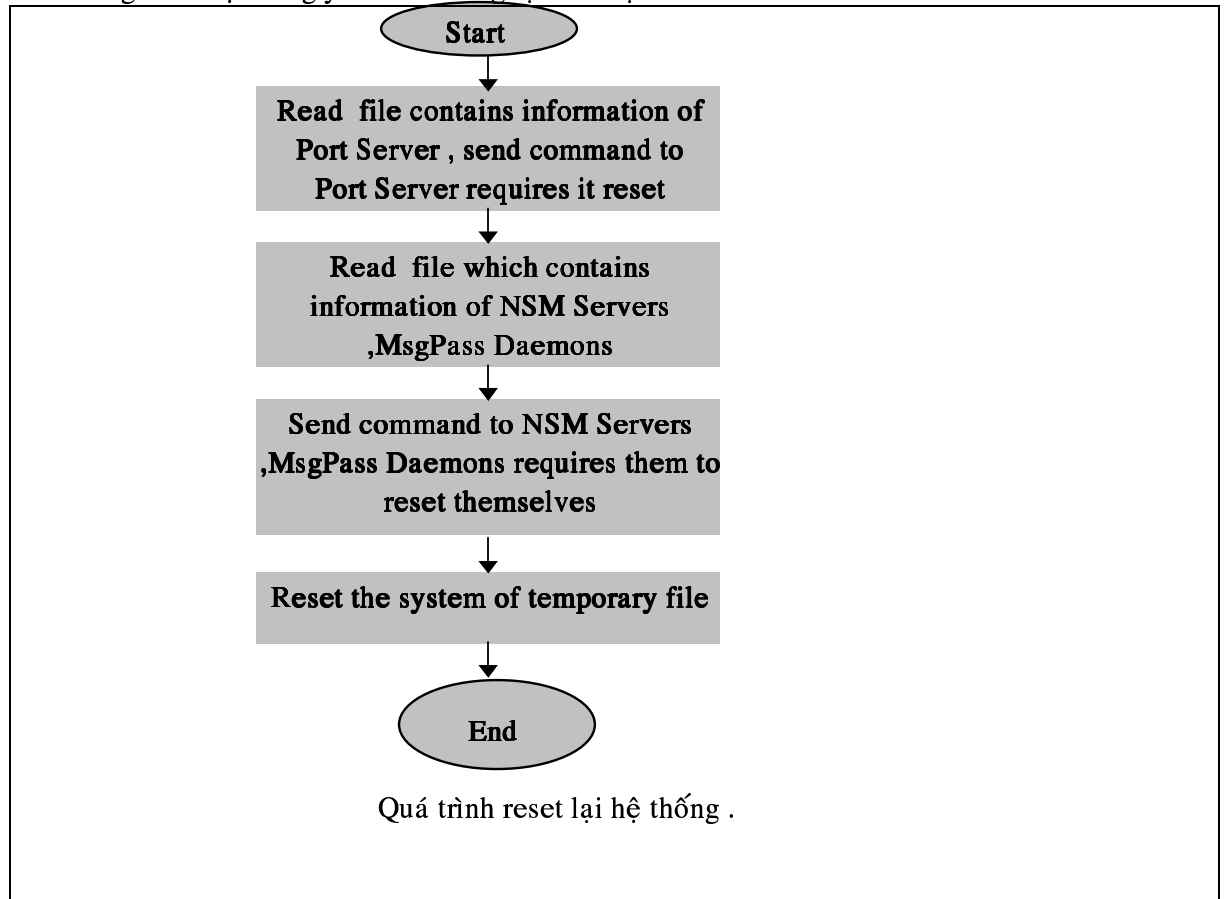 Start
Read file contains information of
Port Server , send command to
Port Server requires it reset
Read file which contains
information of NSM Servers
,MsgPass Daemons
Send command to NSM Servers
,MsgPass Daemons requires them to
reset themselves
Reset the system of temporary file
End
Quá trình reset lại hệ thống .